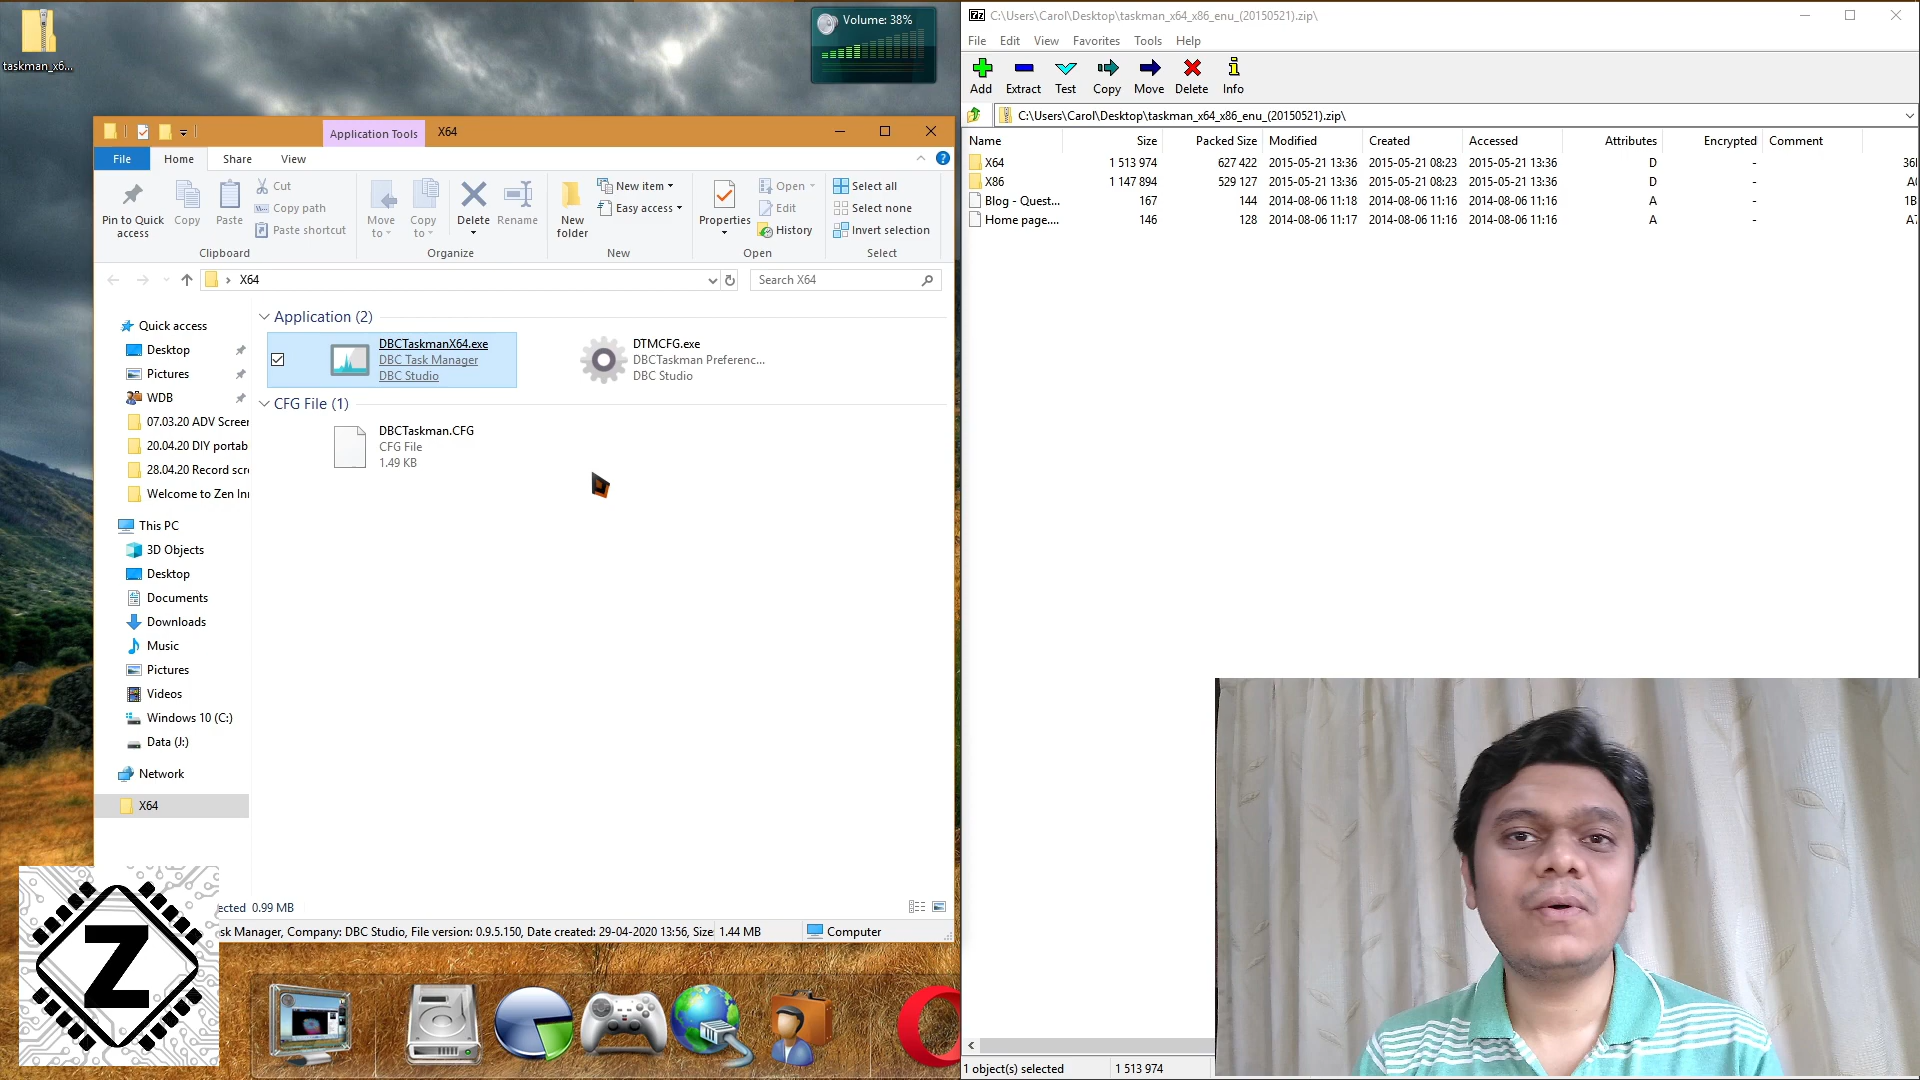 taskman_x6...
Volume: 38%
Application Tools
X64
File
Home
Share
View
Pin to Quick access
Copy
Paste
Cut
Copy path
Paste shortcut
Clipboard
Move to
Copy to
Delete
Rename
Organize
New folder
New item
Easy access
New
Properties
Open
Edit
History
Open
Select all
Select none
Invert selection
Select
X64
Search X64
Quick access
Desktop
Pictures
WDB
07.03.20 ADV Screer
20.04.20 DIY portab
28.04.20 Record scre
Welcome to Zen Inn
This PC
3D Objects
Desktop
Documents
Downloads
Music
Pictures
Videos
Windows 10 (C:)
Data (J:)
Network
X64
Application (2)
DBCTaskmanX64.exe
DBC Task Manager
DBC Studio
DTMCFG.exe
DBCTaskman Preferenc...
DBC Studio
CFG File (1)
DBCTaskman.CFG
CFG File
1.49 KB
ected 0.99 MB
sk Manager, Company: DBC Studio, File version: 0.9.5.150, Date created: 29-04-2020 13:56, Size: 1.44 MB
Computer
Z
7z C:\Users\Carol\Desktop\taskman_x64_x86_enu_(20150521).zip\
File Edit View Favorites Tools Help
Add Extract Test Copy Move Delete Info
C:\Users\Carol\Desktop\taskman_x64_x86_enu_(20150521).zip\
Name Size Packed Size Modified Created Accessed Attributes Encrypted Comment
X64 1 513 974 627 422 2015-05-21 13:36 2015-05-21 08:23 2015-05-21 13:36 D - 36
X86 1 147 894 529 127 2015-05-21 13:36 2015-05-21 08:23 2015-05-21 13:36 D - A
Blog - Quest... 167 144 2014-08-06 11:18 2014-08-06 11:16 2014-08-06 11:16 A - 1B
Home page.... 146 128 2014-08-06 11:17 2014-08-06 11:16 2014-08-06 11:16 A - A7
1 object(s) selected
1 513 974